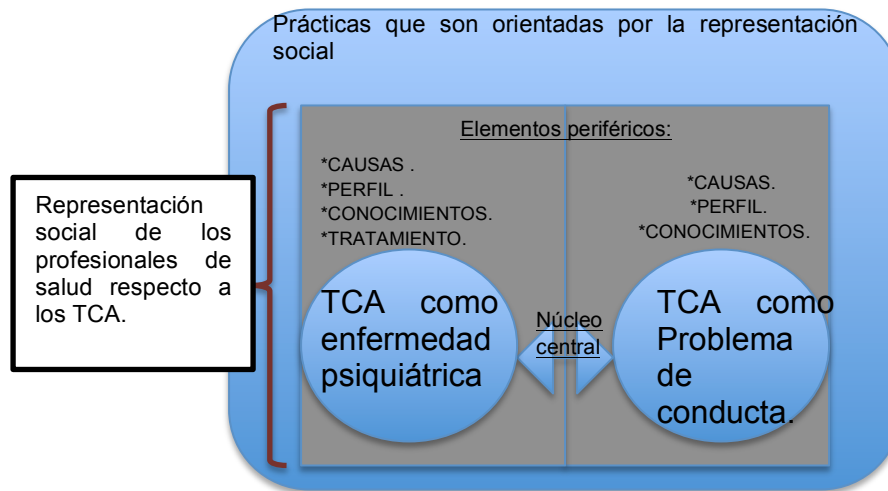 Prácticas que son orientadas por la representación
social
Elementos periféricos:
*CAUSAS .
*PERFIL .
*CONOCIMIENTOS.
*TRATAMIENTO.
*CAUSAS.
*PERFIL.
*CONOCIMIENTOS.
Representación
social de los
profesionales de
salud respecto a
los TCA.
TCA como
enfermedad
psiquiátrica
Núcleo
central
TCA como
Problema
de
conducta.